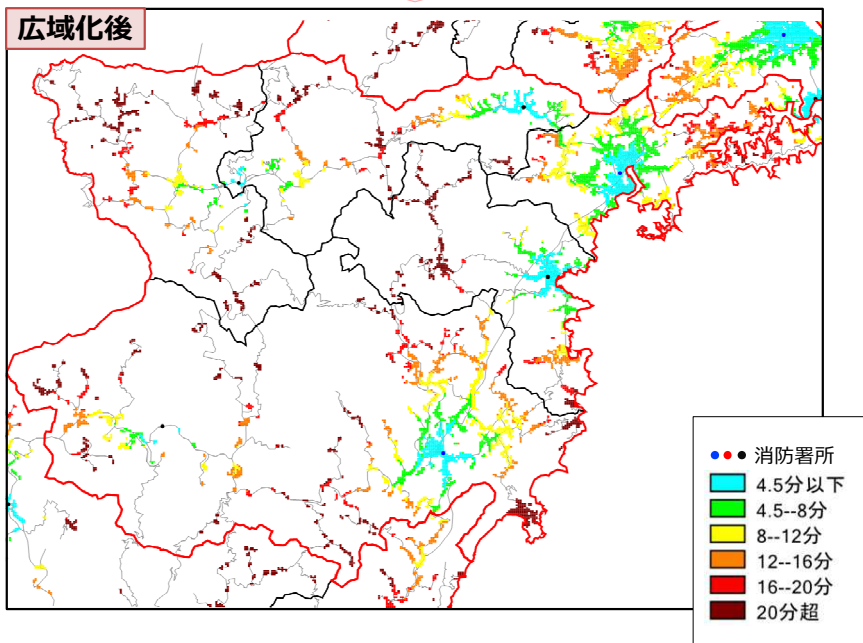 広域化後
消防署所
4.5分以下
4.5--8分
8--12分
12--16分
16--20分
20分超